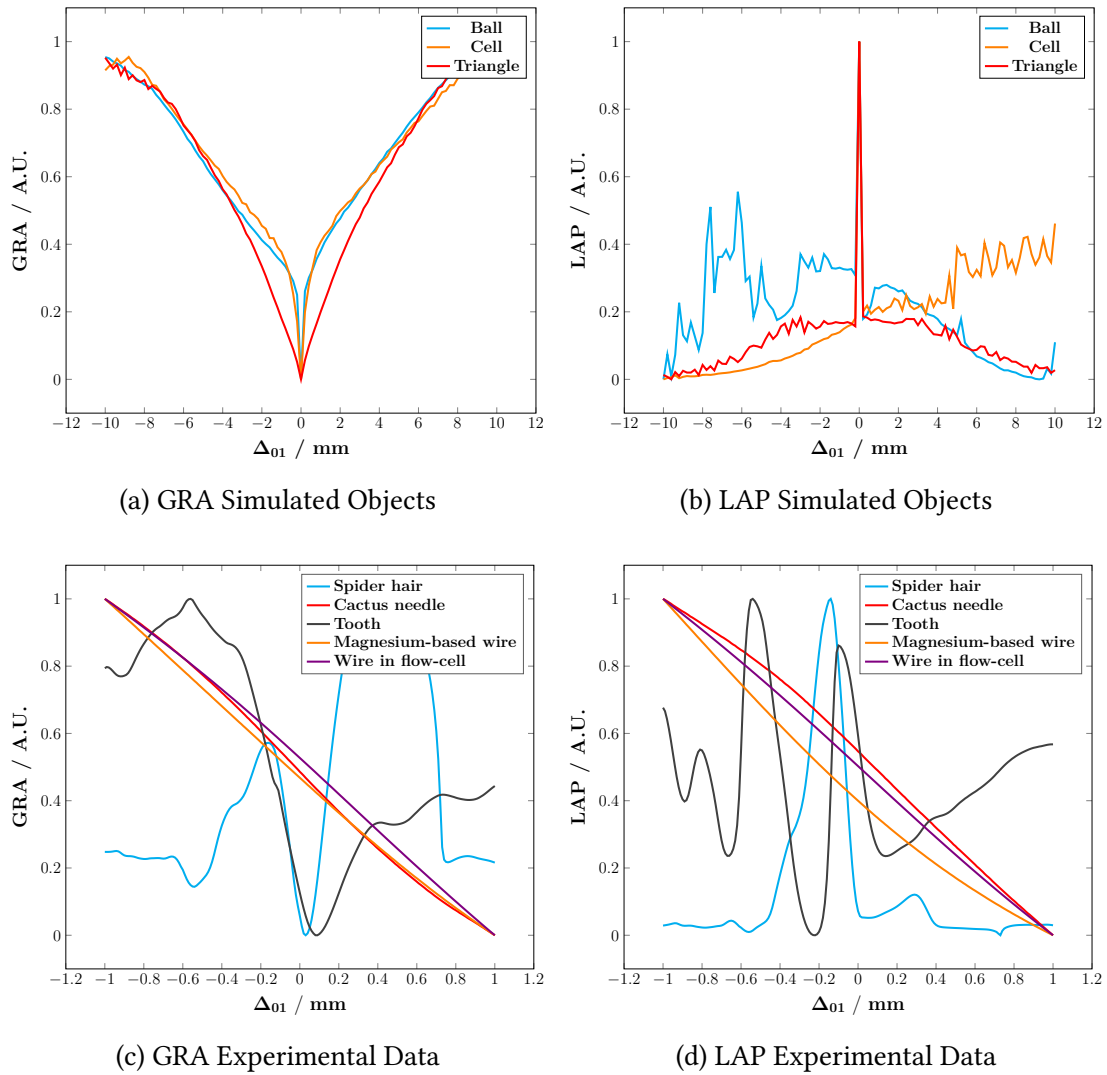 Ball
Cell
Triangle
1
0.8
0.6
0.4
0.2
0
GRA / A.U.
−12 −10 −8 −6 −4 −2 0 2 4 6 8 10 12
Δ01 / mm
(a) GRA Simulated Objects
Ball
Cell
Triangle
1
0.8
0.6
0.4
0.2
0
LAP / A.U.
−12 −10 −8 −6 −4 −2 0 2 4 6 8 10 12
Δ01 / mm
(b) LAP Simulated Objects
Spider hair
Cactus needle
Tooth
Magnesium-based wire
Wire in flow-cell
1
0.8
0.6
0.4
0.2
0
GRA / A.U.
−1.2 −1 −0.8 −0.6 −0.4 −0.2 0 0.2 0.4 0.6 0.8 1 1.2
Δ01 / mm
(c) GRA Experimental Data
Spider hair
Cactus needle
Tooth
Magnesium-based wire
Wire in flow-cell
1
0.8
0.6
0.4
0.2
0
LAP / A.U.
−1.2 −1 −0.8 −0.6 −0.4 −0.2 0 0.2 0.4 0.6 0.8 1 1.2
Δ01 / mm
(d) LAP Experimental Data